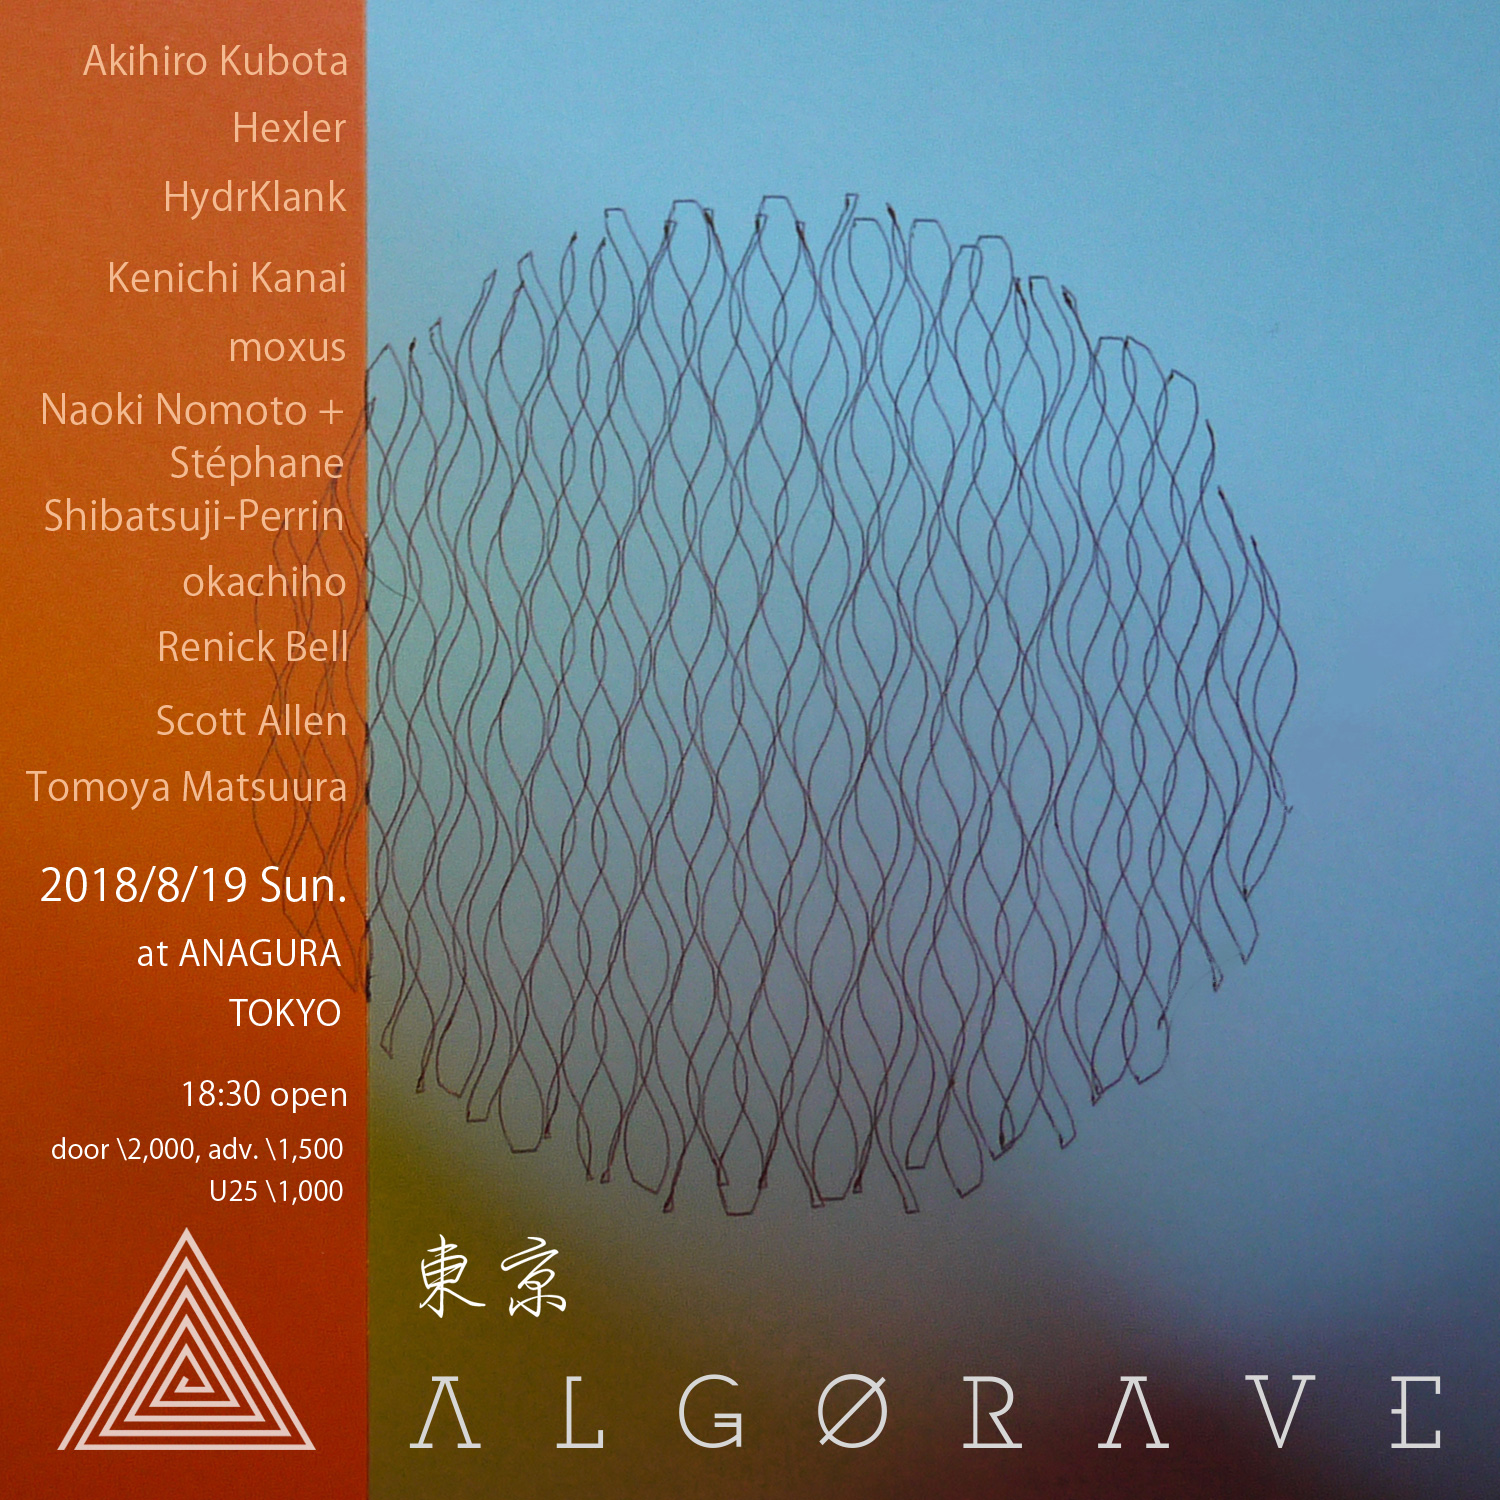 Akihiro Kubota
Hexler
HydrKlank
Kenichi Kanai
moxus
Naoki Nomoto +
Stéphane
Shibatsuji-Perrin
okachiho
Renick Bell
Scott Allen
Tomoya Matsuura
2018/8/19 Sun.
at ANAGURA
TOKYO
18:30 open
door \2,000, adv. \1,500
U25 \1,000
東京
ALGØRAVE